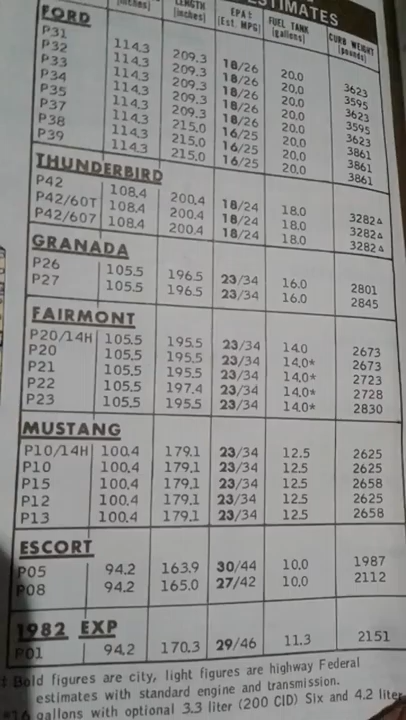 ESTIMATES
(inches) LENGTH (inches) EPA‡ (Est. MPG) FUEL TANK (gallons) CURB WEIGHT (pounds)
FORD
P31 114.3 209.3 18/26 20.0 3623
P32 114.3 209.3 18/26 20.0 3595
P33 114.3 209.3 18/26 20.0 3623
P34 114.3 209.3 18/26 20.0 3595
P35 114.3 209.3 18/26 20.0 3623
P37 114.3 215.0 16/25 20.0 3861
P38 114.3 215.0 16/25 20.0 3861
P39 114.3 215.0 16/25 20.0 3861
THUNDERBIRD
P42 108.4 200.4 18/24 18.0 3282▵
P42/60T 108.4 200.4 18/24 18.0 3282▵
P42/607 108.4 200.4 18/24 18.0 3282▵
GRANADA
P26 105.5 196.5 23/34 16.0 2801
P27 105.5 196.5 23/34 16.0 2845
FAIRMONT
P20/14H 105.5 195.5 23/34 14.0 2673
P20 105.5 195.5 23/34 14.0* 2673
P21 105.5 195.5 23/34 14.0* 2723
P22 105.5 197.4 23/34 14.0* 2728
P23 105.5 195.5 23/34 14.0* 2830
MUSTANG
P10/14H 100.4 179.1 23/34 12.5 2625
P10 100.4 179.1 23/34 12.5 2625
P15 100.4 179.1 23/34 12.5 2658
P12 100.4 179.1 23/34 12.5 2625
P13 100.4 179.1 23/34 12.5 2658
ESCORT
P05 94.2 163.9 30/44 10.0 1987
P08 94.2 165.0 27/42 10.0 2112
1982 EXP
P01 94.2 170.3 29/46 11.3 2151
‡ Bold figures are city, light figures are highway Federal
estimates with standard engine and transmission.
*16 gallons with optional 3.3 liter (200 CID) Six and 4.2 liter